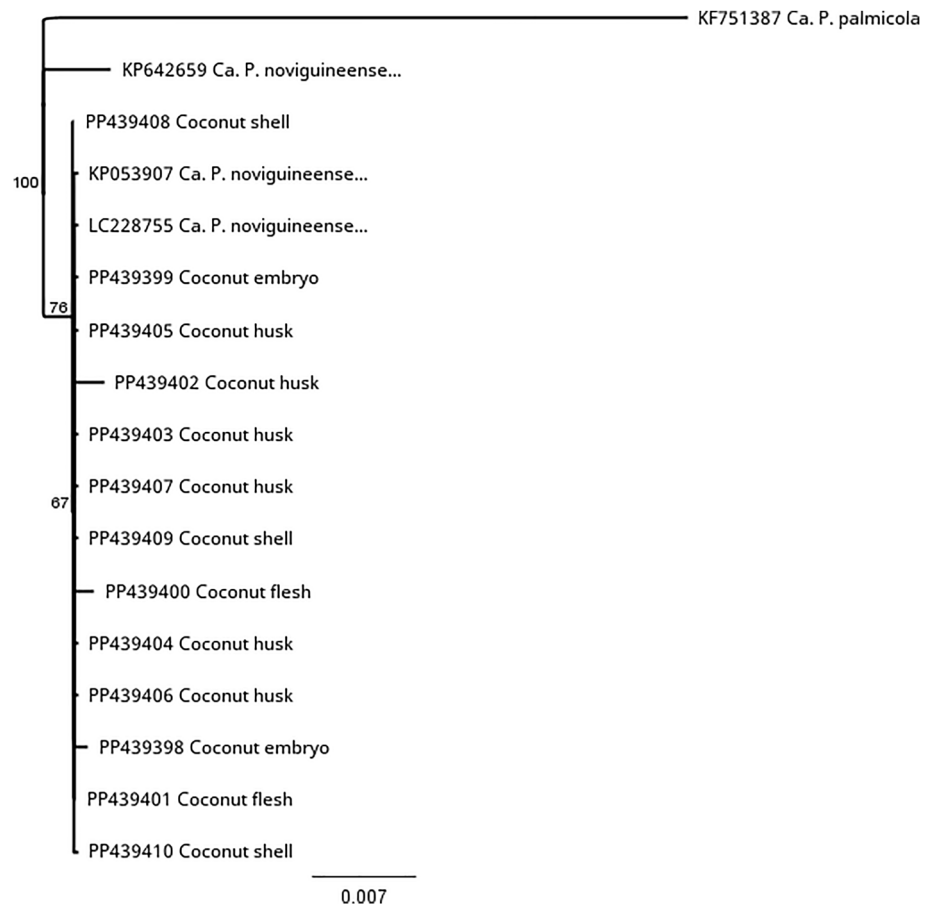 KF751387 Ca. P. palmicola
KP642659 Ca. P. noviguineense...
PP439408 Coconut shell
KP053907 Ca. P. noviguineense...
100
LC228755 Ca. P. noviguineense...
PP439399 Coconut embryo
76
PP439405 Coconut husk
PP439402 Coconut husk
PP439403 Coconut husk
PP439407 Coconut husk
67
PP439409 Coconut shell
PP439400 Coconut flesh
PP439404 Coconut husk
PP439406 Coconut husk
PP439398 Coconut embryo
PP439401 Coconut flesh
PP439410 Coconut shell
0.007